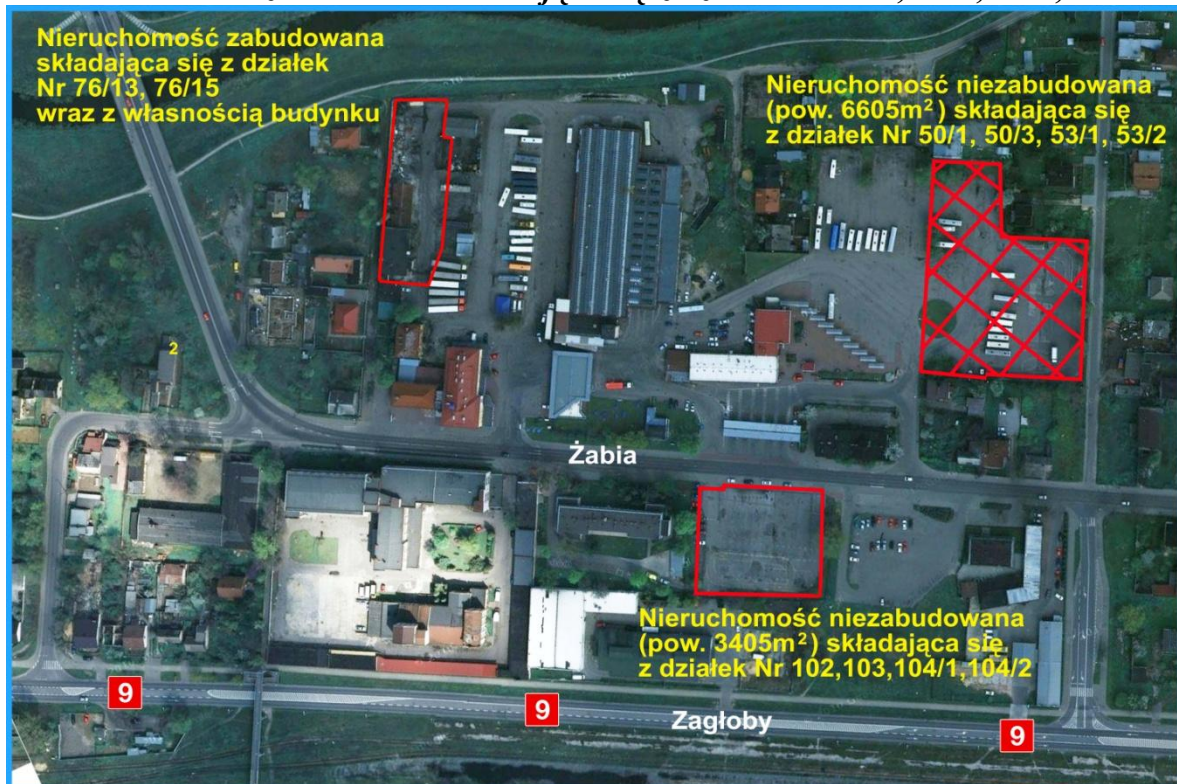 Nieruchomość zabudowana
składająca się z działek
Nr 76/13, 76/15
wraz z własnością budynku
Nieruchomość niezabudowana
(pow. 6605m²) składająca się
z działek Nr 50/1, 50/3, 53/1, 53/2
2
Żabia
Nieruchomość niezabudowana
(pow. 3405m²) składająca się
z działek Nr 102,103,104/1,104/2
9
9
Zagłoby
9